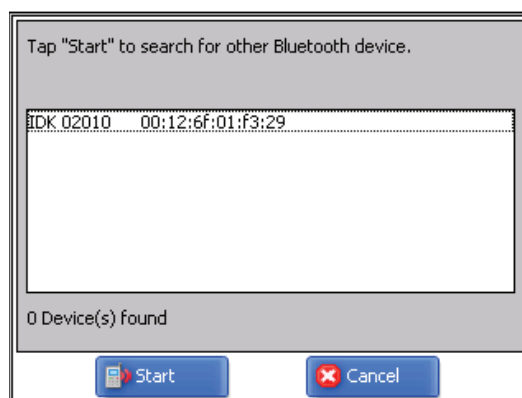 Tap "Start" to search for other Bluetooth device.
IDK 02010 00:12:6f:01:f3:29
0 Device(s) found
Start Cancel